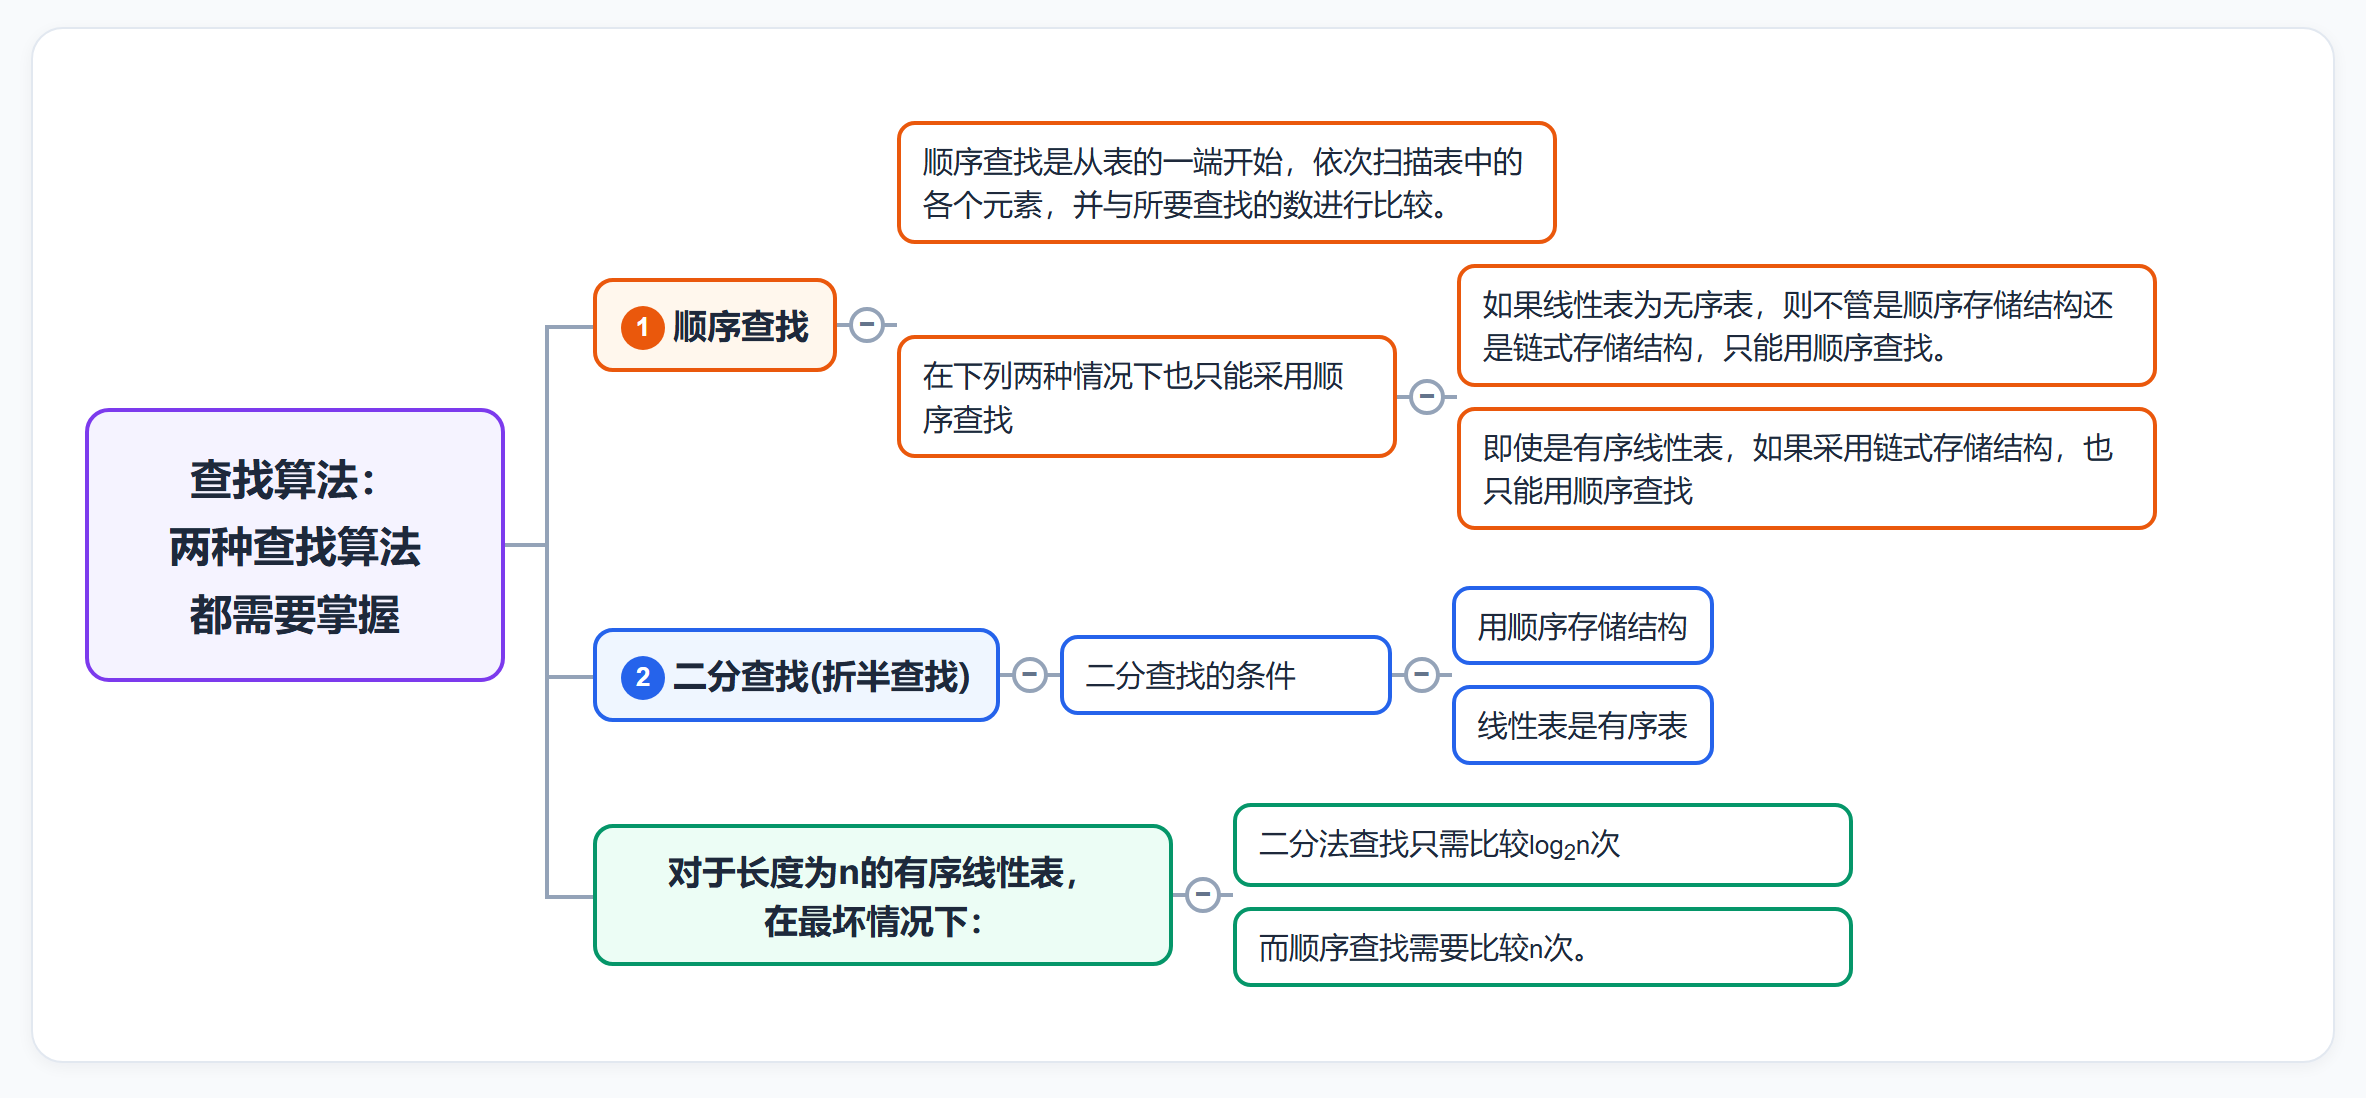 查找算法：
两种查找算法
都需要掌握
1 顺序查找
顺序查找是从表的一端开始，依次扫描表中的
各个元素，并与所要查找的数进行比较。
在下列两种情况下也只能采用顺
序查找
如果线性表为无序表，则不管是顺序存储结构还
是链式存储结构，只能用顺序查找。
即使是有序线性表，如果采用链式存储结构，也
只能用顺序查找
2 二分查找(折半查找)
二分查找的条件
用顺序存储结构
线性表是有序表
对于长度为n的有序线性表，
在最坏情况下：
二分法查找只需比较log₂n次
而顺序查找需要比较n次。